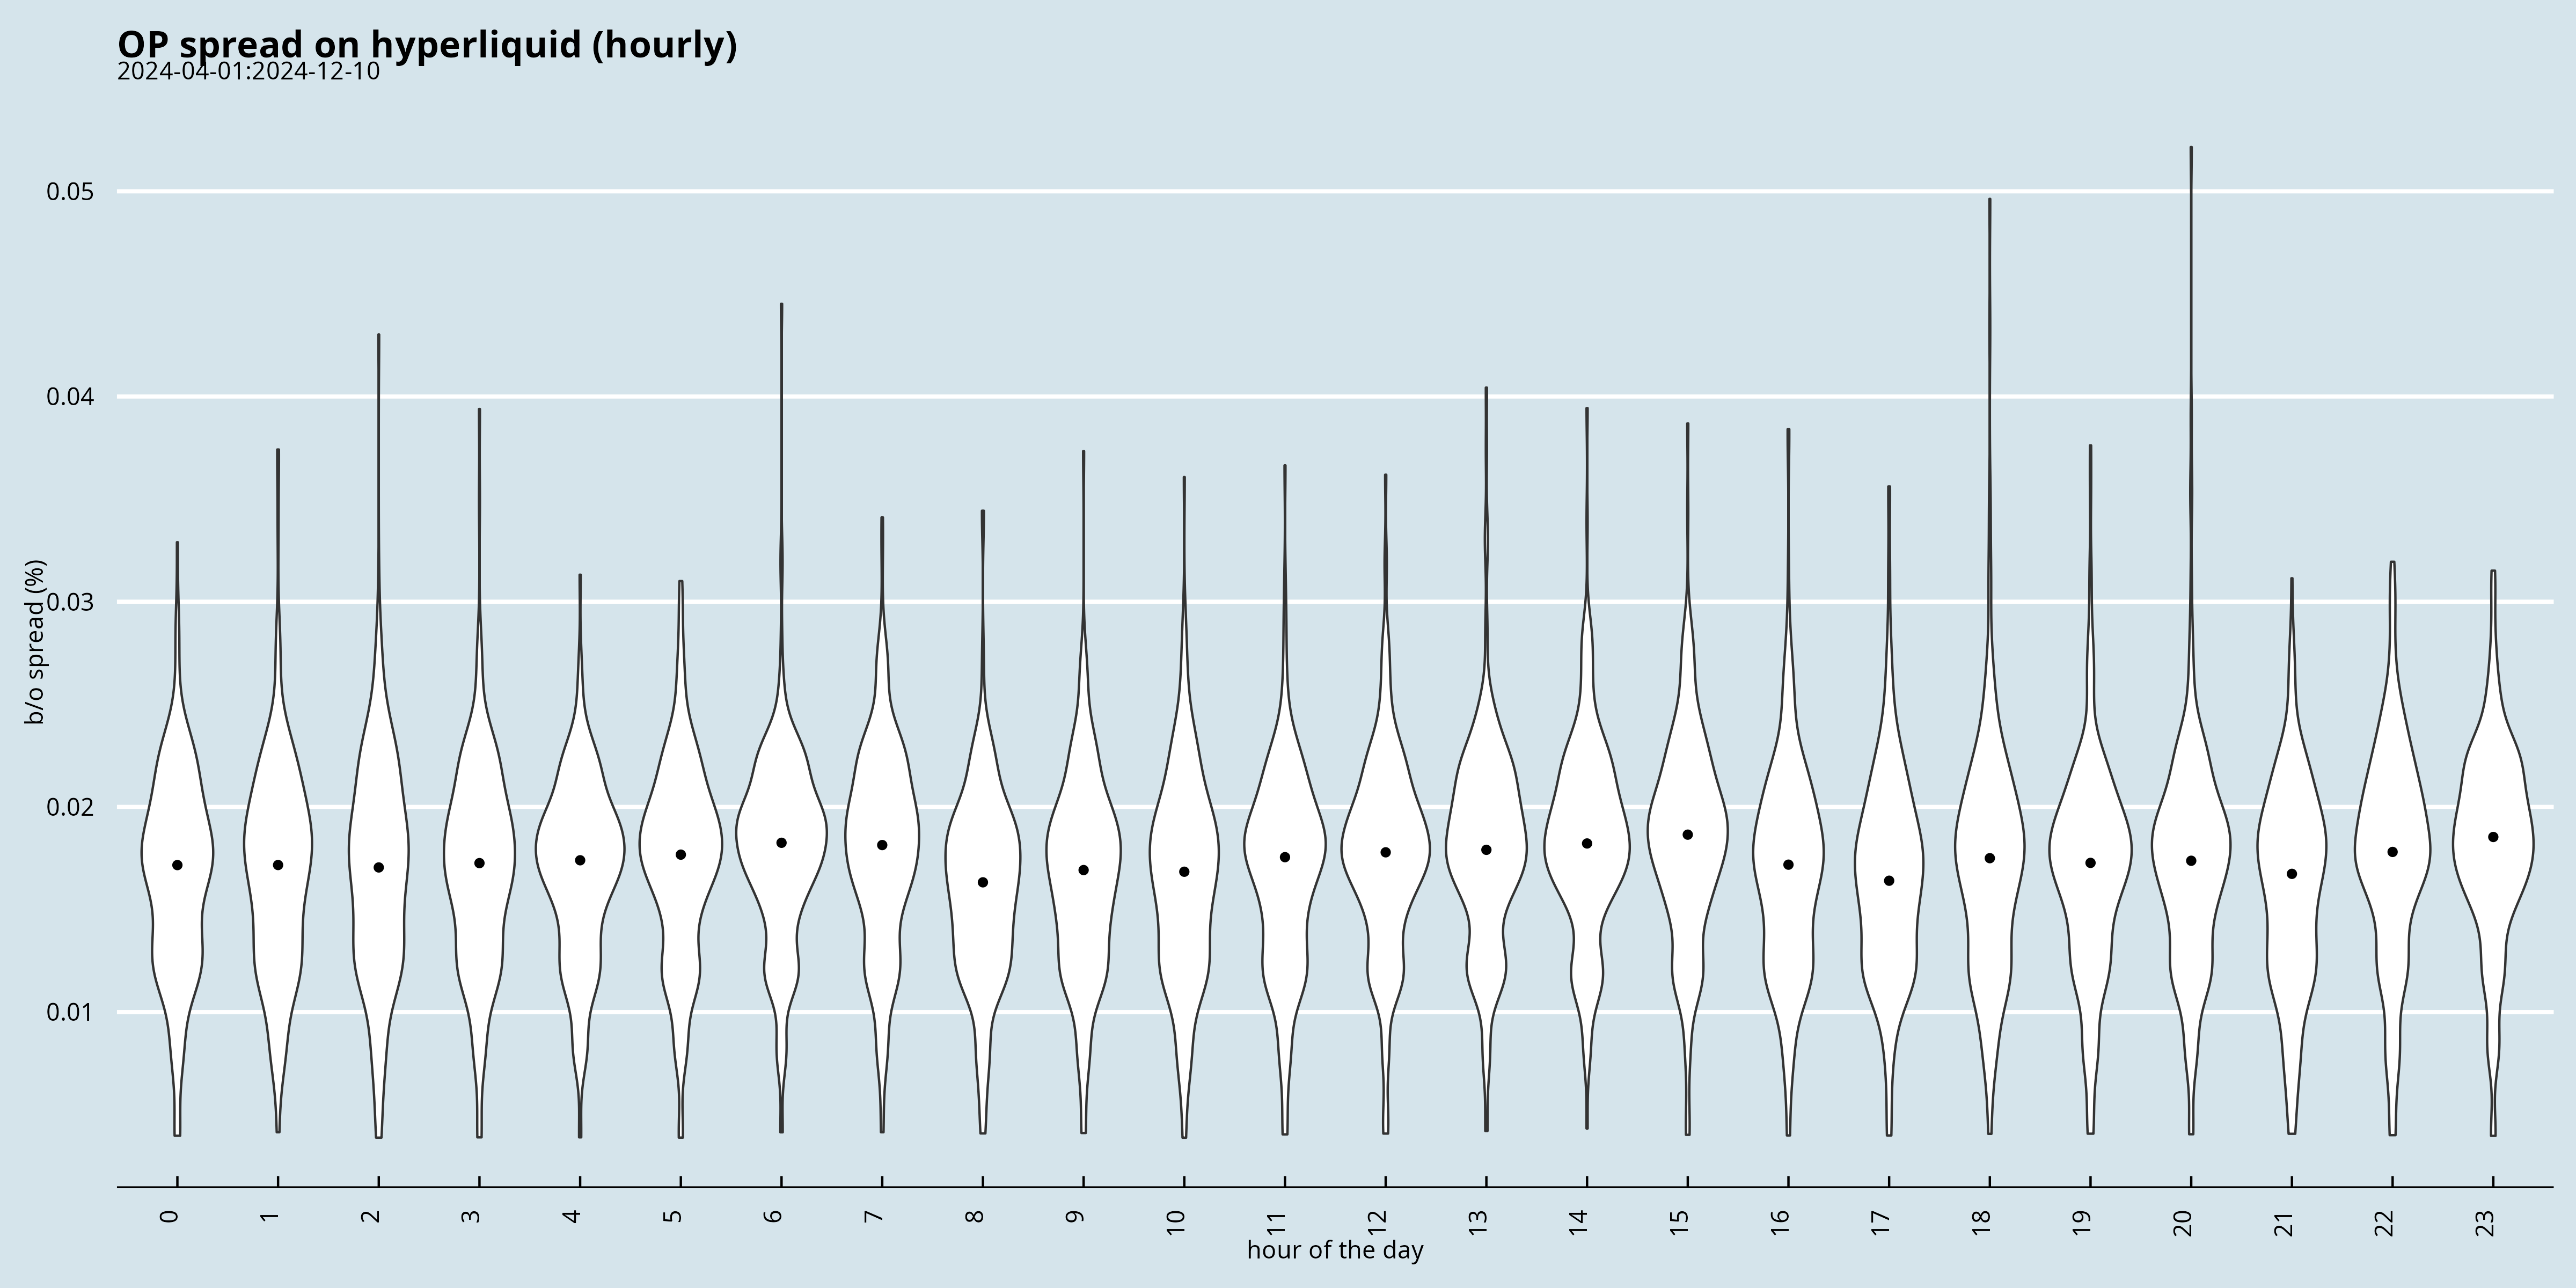 OP spread on hyperliquid (hourly)
2024-04-01:2024-12-10
0.05
0.04
0.03
0.02
0.01
b/o spread (%)
0 1 2 3 4 5 6 7 8 9 10 11 12 13 14 15 16 17 18 19 20 21 22 23
hour of the day